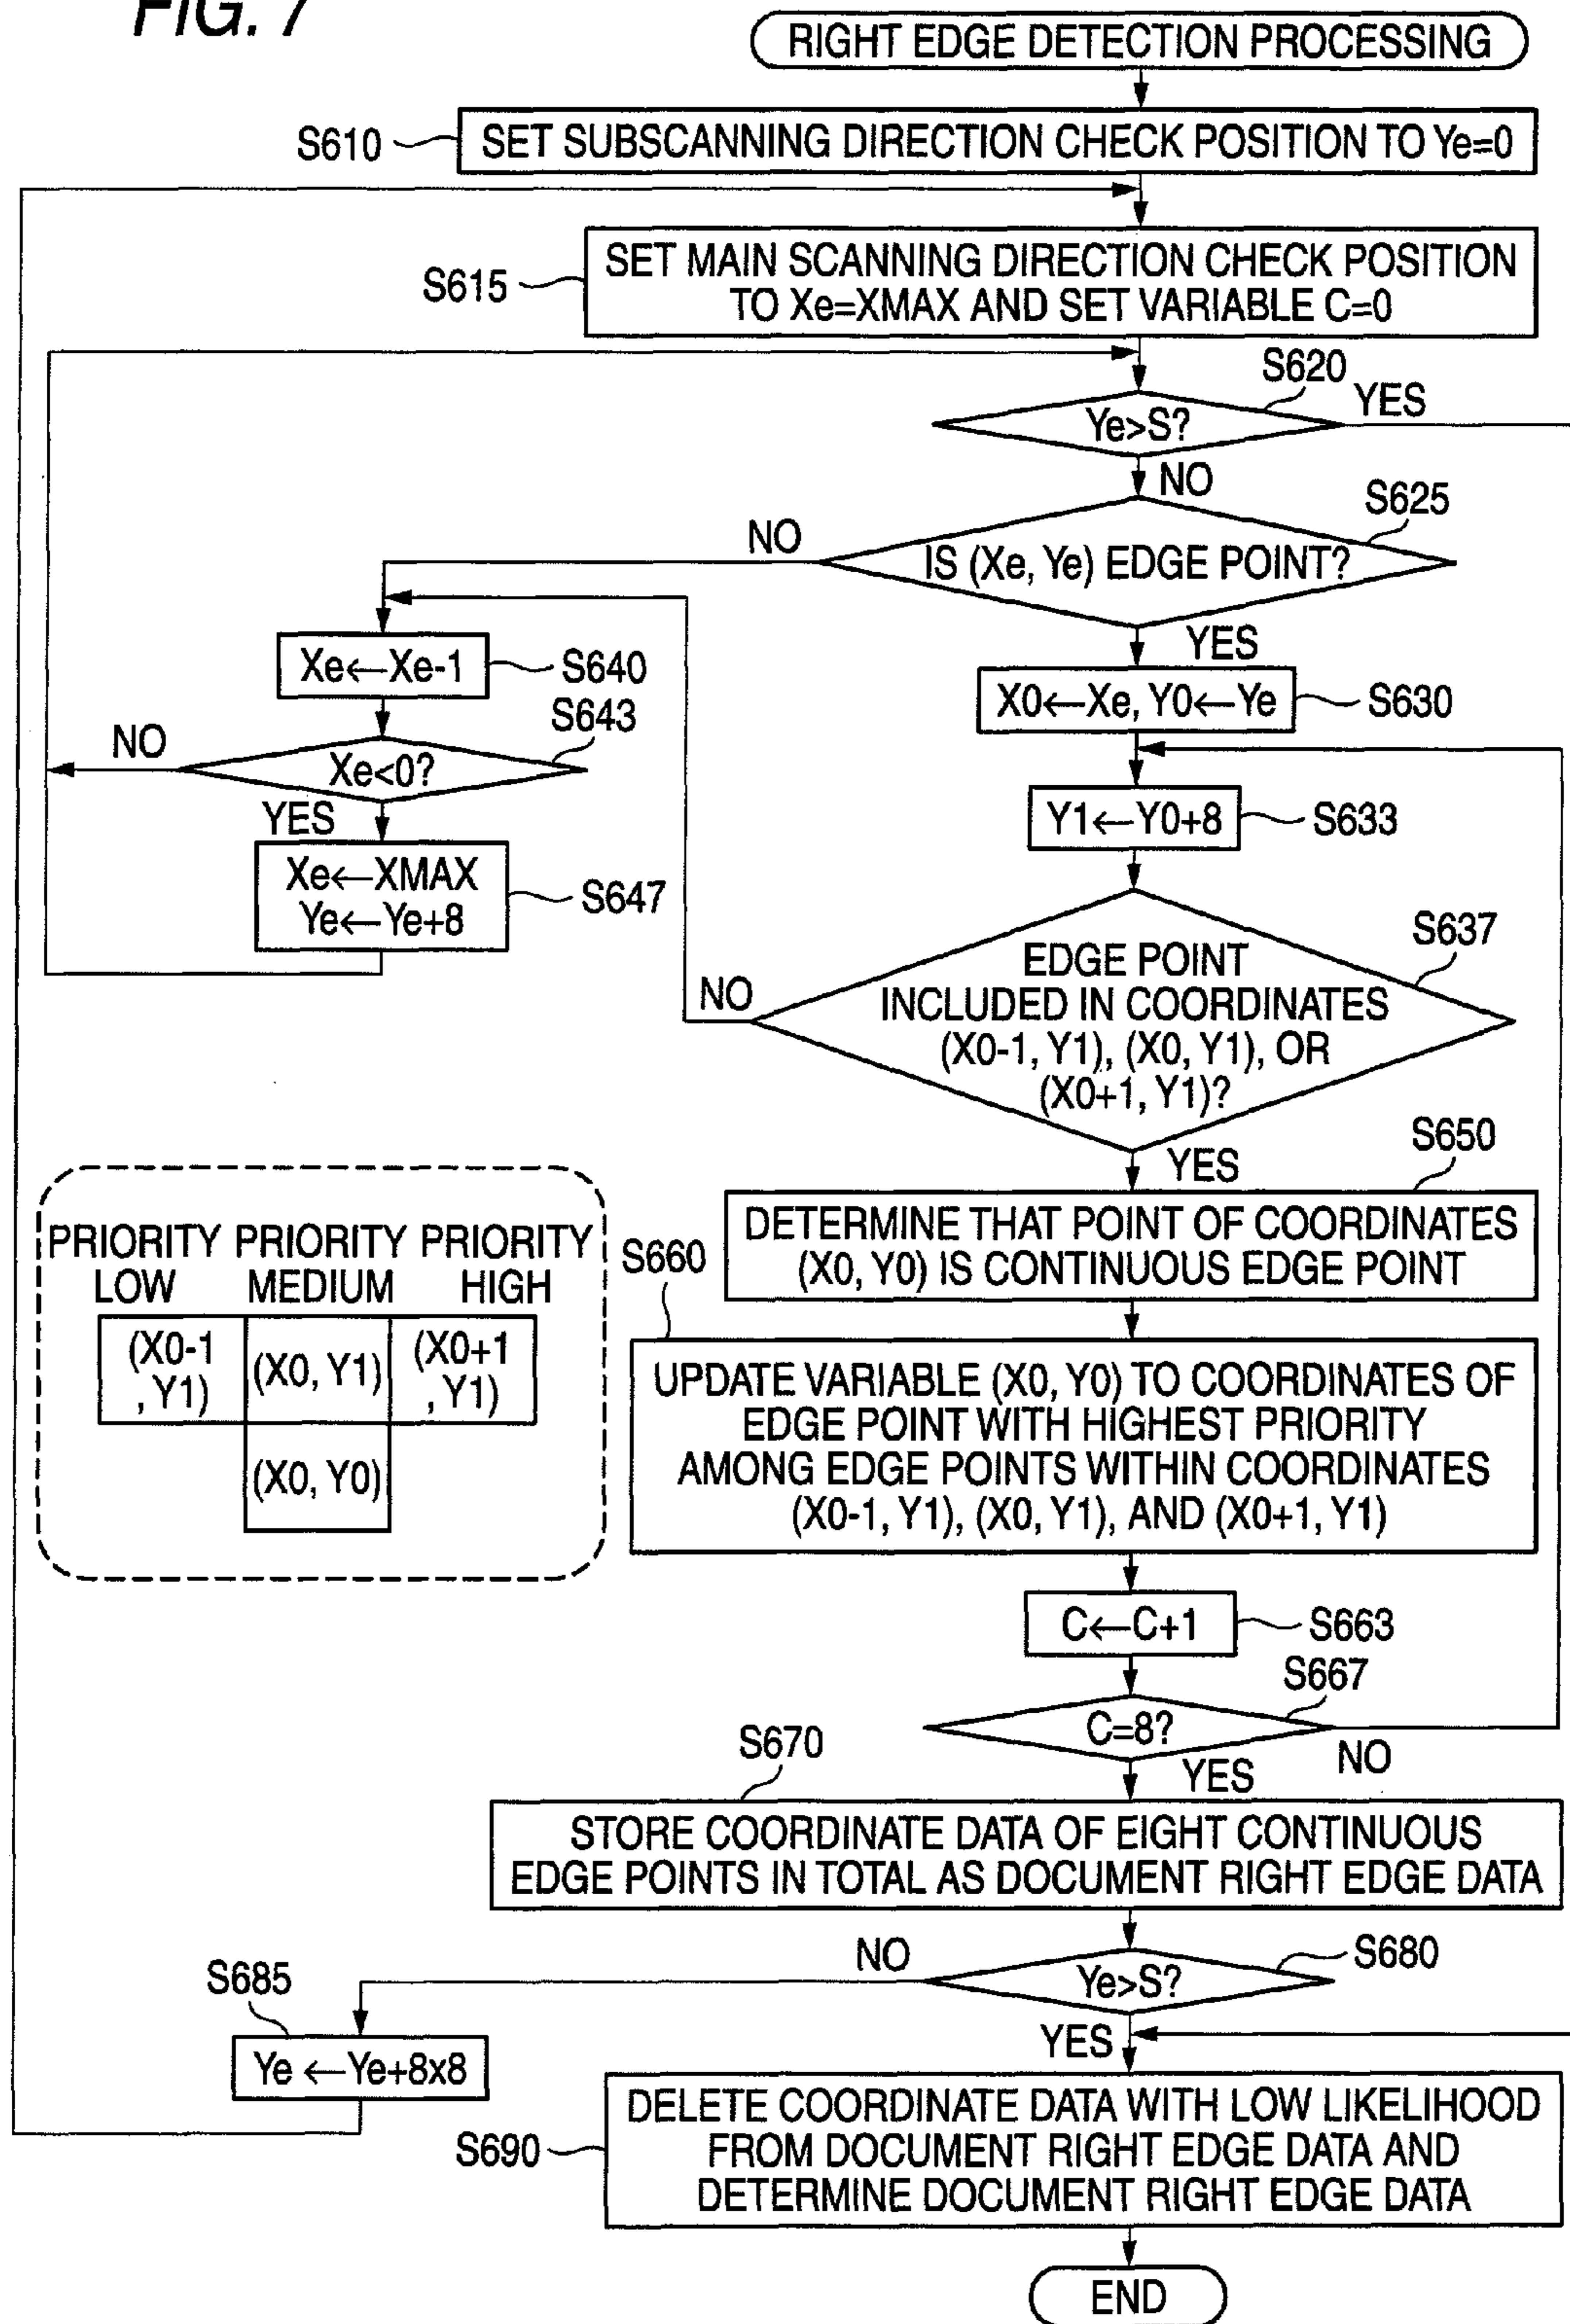 FIG. 7
RIGHT EDGE DETECTION PROCESSING
S610
SET SUBSCANNING DIRECTION CHECK POSITION TO Ye=0
S615
SET MAIN SCANNING DIRECTION CHECK POSITION
TO Xe=XMAX AND SET VARIABLE C=0
S620
Ye>S?
YES
NO
S625
IS (Xe, Ye) EDGE POINT?
NO
YES
Xe←Xe-1
S640
X0←Xe, Y0←Ye
S630
S643
Xe<0?
NO
YES
Y1←Y0+8
S633
Xe←XMAX
Ye←Ye+8
S647
S637
EDGE POINT
INCLUDED IN COORDINATES
(X0-1, Y1), (X0, Y1), OR
(X0+1, Y1)?
NO
YES
S650
DETERMINE THAT POINT OF COORDINATES
(X0, Y0) IS CONTINUOUS EDGE POINT
PRIORITY PRIORITY PRIORITY
LOW MEDIUM HIGH
(X0-1
, Y1)
(X0, Y1)
(X0+1
, Y1)
(X0, Y0)
S660
UPDATE VARIABLE (X0, Y0) TO COORDINATES OF
EDGE POINT WITH HIGHEST PRIORITY
AMONG EDGE POINTS WITHIN COORDINATES
(X0-1, Y1), (X0, Y1), AND (X0+1, Y1)
C←C+1
S663
S667
C=8?
NO
YES
S670
STORE COORDINATE DATA OF EIGHT CONTINUOUS
EDGE POINTS IN TOTAL AS DOCUMENT RIGHT EDGE DATA
S680
Ye>S?
NO
YES
S685
Ye ←Ye+8x8
S690
DELETE COORDINATE DATA WITH LOW LIKELIHOOD
FROM DOCUMENT RIGHT EDGE DATA AND
DETERMINE DOCUMENT RIGHT EDGE DATA
END